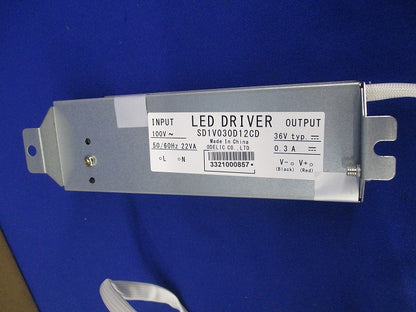 LED DRIVER
SD1V030D12CD
Made In China
ODELIC CO., LTD
3321000857
INPUT
100V ~
50/60Hz 22VA
L N
OUTPUT
36V typ. ⎓
0.3A ⎓
V- V+
(Black) (Red)